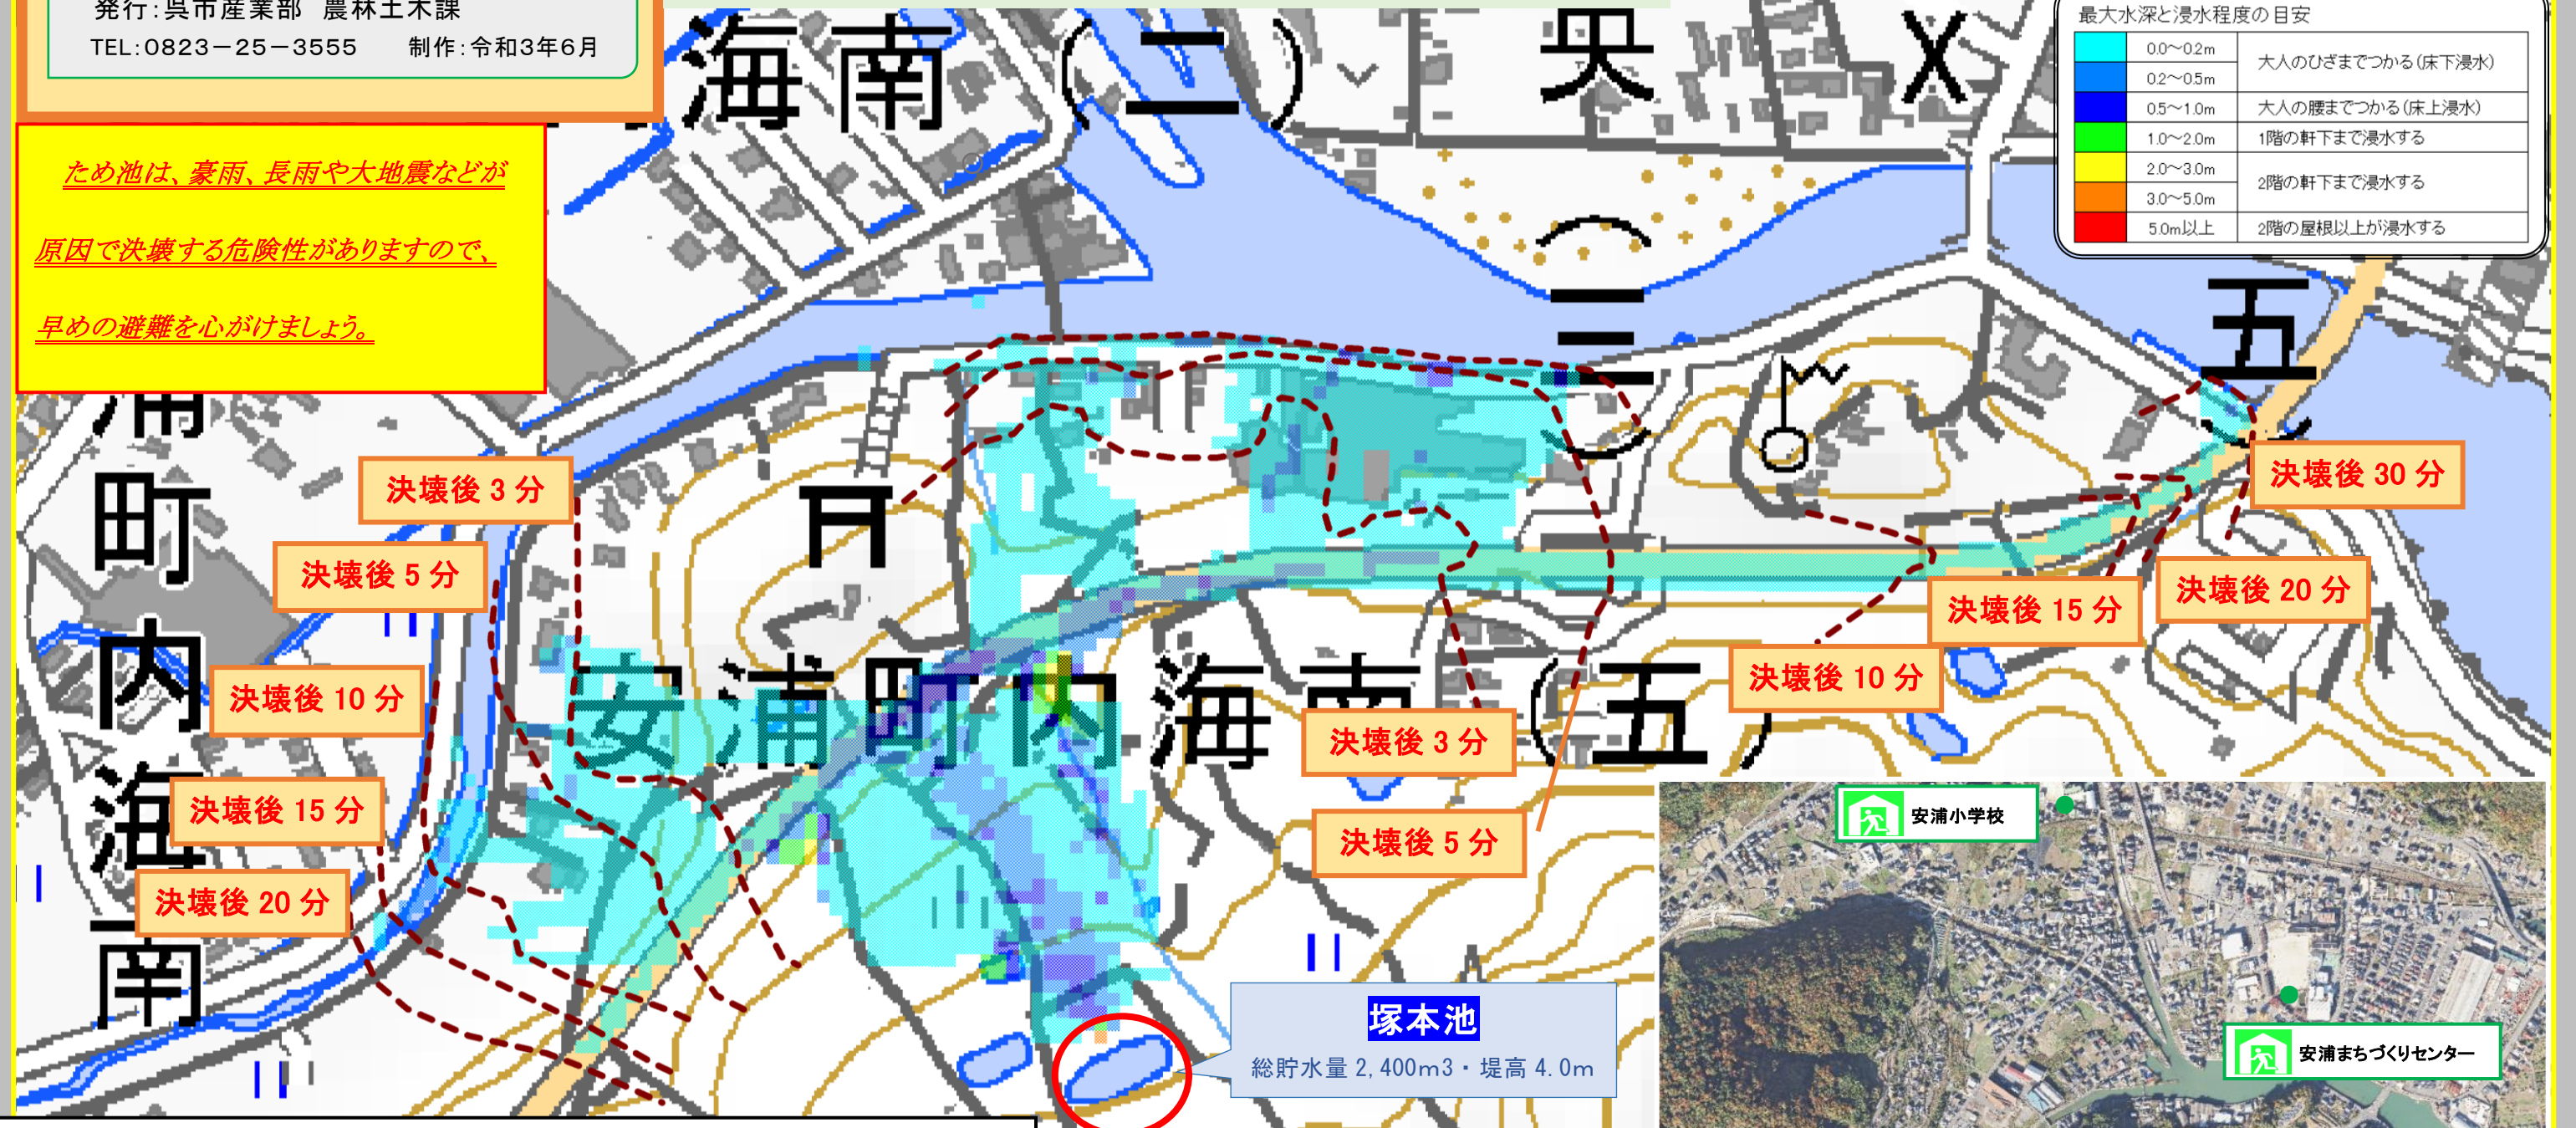 発行:呉市産業部 農林土木課
TEL:0823-25-3555 制作:令和3年6月
ため池は、豪雨、長雨や大地震などが
原因で決壊する危険性がありますので、
早めの避難を心がけましょう。
海南(二)
央
(三)
五
最大水深と浸水程度の目安
0.0~0.2m
大人のひざまでつかる(床下浸水)
0.2~0.5m
0.5~1.0m 大人の腰までつかる(床上浸水)
1.0~2.0m 1階の軒下まで浸水する
2.0~3.0m
2階の軒下まで浸水する
3.0~5.0m
5.0m以上 2階の屋根以上が浸水する
浦町内海南
安浦町内海南(五)
決壊後 3 分
決壊後 5 分
決壊後 10 分
決壊後 15 分
決壊後 20 分
決壊後 30 分
決壊後 20 分
決壊後 15 分
決壊後 10 分
決壊後 3 分
決壊後 5 分
塚本池
総貯水量 2,400m3・堤高 4.0m
安浦小学校
安浦まちづくりセンター